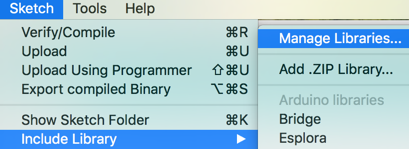 Sketch Tools Help
Verify/Compile ⌘R
Upload ⌘U
Upload Using Programmer ⇧⌘U
Export compiled Binary ⌥⌘S
Show Sketch Folder ⌘K
Include Library ▶
Manage Libraries...
Add .ZIP Library...
Arduino libraries
Bridge
Esplora